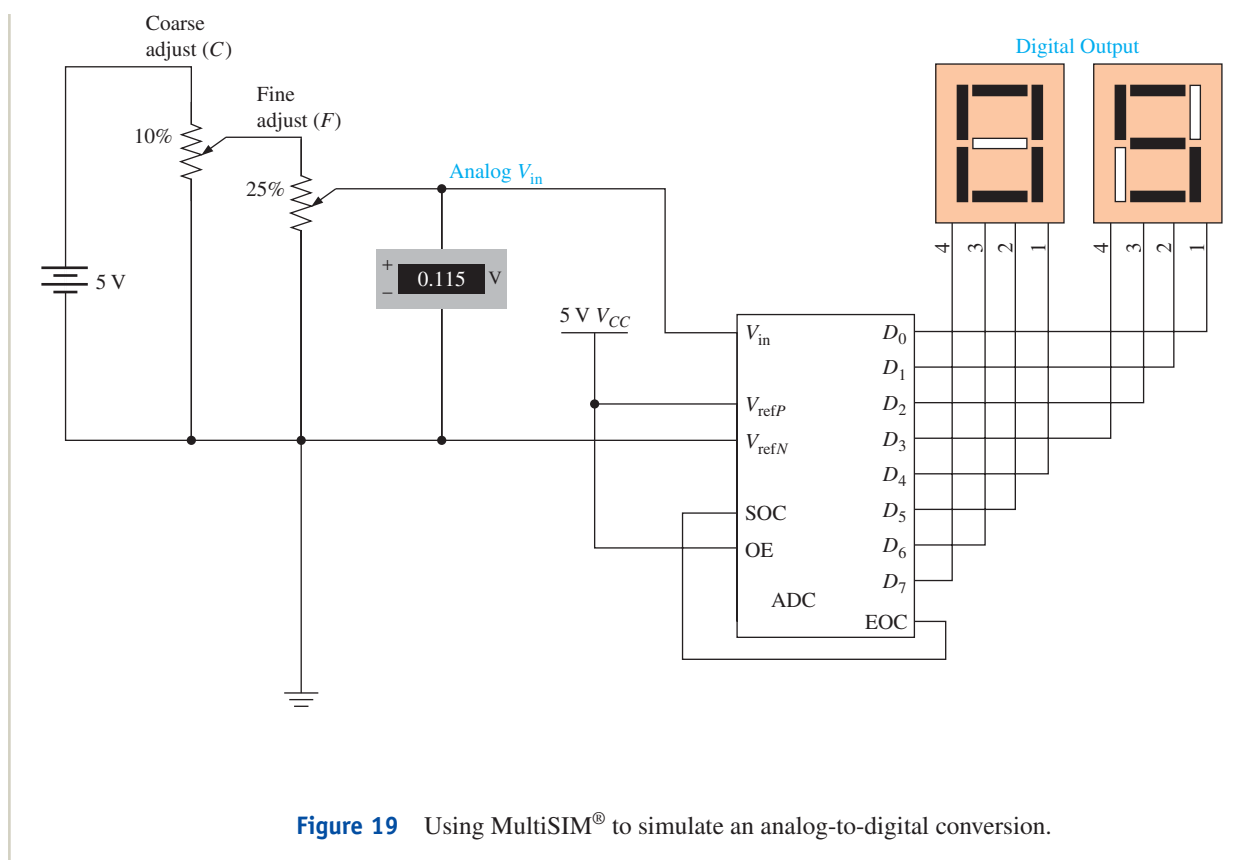 Coarse
adjust (C)
Digital Output
Fine
adjust (F)
10%
Analog Vin
25%
4 3 2 1 4 3 2 1
5 V
+
−
0.115 V
5 V VCC
Vin
D0
D1
VrefP
D2
VrefN
D3
D4
SOC
D5
OE
D6
D7
ADC
EOC
Figure 19 Using MultiSIM® to simulate an analog-to-digital conversion.